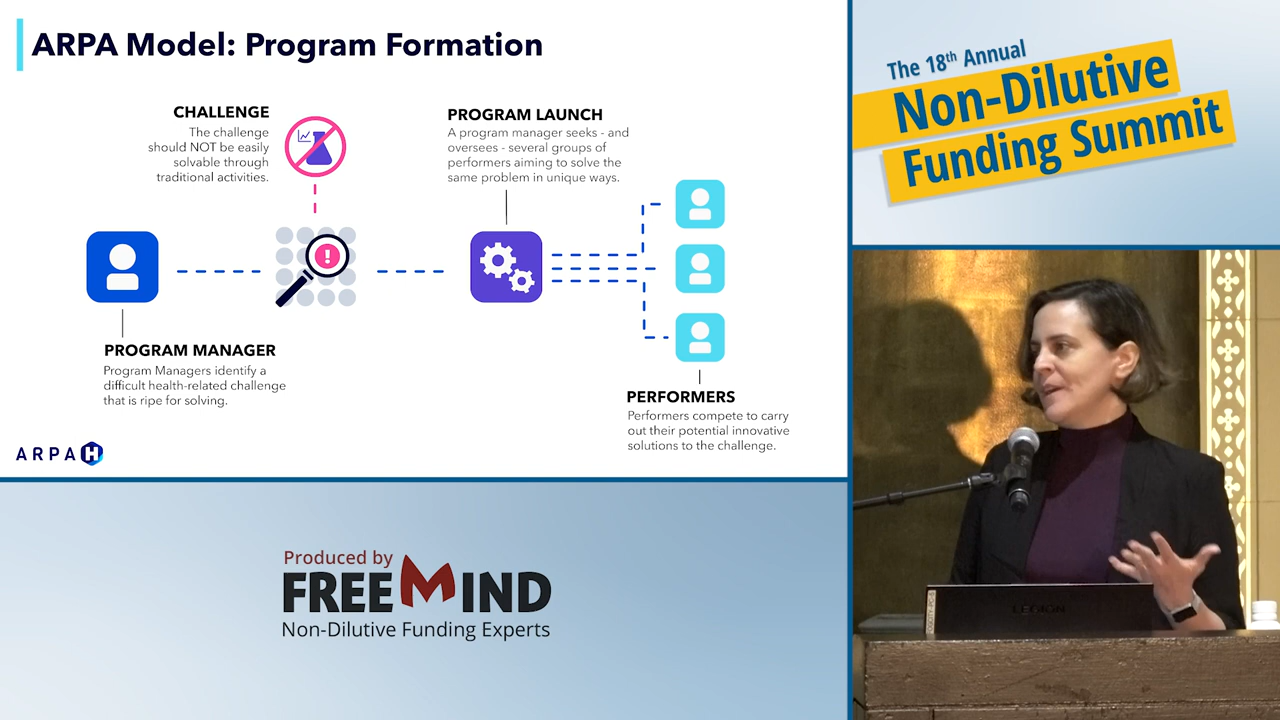 ARPA Model: Program Formation
CHALLENGE
The challenge
should NOT be easily
solvable through
traditional activities.
PROGRAM LAUNCH
A program manager seeks - and
oversees - several groups of
performers aiming to solve the
same problem in unique ways.
!
PROGRAM MANAGER
Program Managers identify a
difficult health-related challenge
that is ripe for solving.
PERFORMERS
Performers compete to carry
out their potential innovative
solutions to the challenge.
ARPA H
The 18th Annual
Non-Dilutive
Funding Summit
Produced by
FREEMIND
Non-Dilutive Funding Experts
LEGION